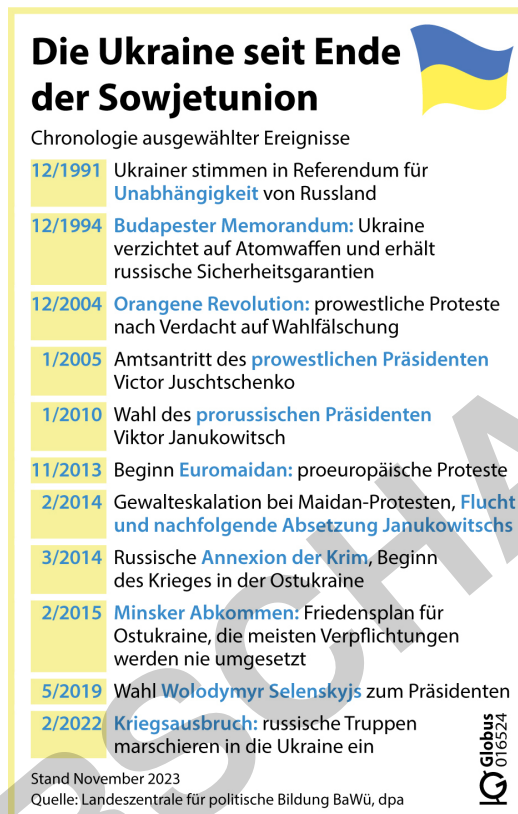 Die Ukraine seit Ende
der Sowjetunion
Chronologie ausgewählter Ereignisse
12/1991 Ukrainer stimmen in Referendum für
Unabhängigkeit von Russland
12/1994 Budapester Memorandum: Ukraine
verzichtet auf Atomwaffen und erhält
russische Sicherheitsgarantien
12/2004 Orangene Revolution: prowestliche Proteste
nach Verdacht auf Wahlfälschung
1/2005 Amtsantritt des prowestlichen Präsidenten
Victor Juschtschenko
1/2010 Wahl des prorussischen Präsidenten
Viktor Janukowitsch
11/2013 Beginn Euromaidan: proeuropäische Proteste
2/2014 Gewalteskalation bei Maidan-Protesten, Flucht
und nachfolgende Absetzung Janukowitschs
3/2014 Russische Annexion der Krim, Beginn
des Krieges in der Ostukraine
2/2015 Minsker Abkommen: Friedensplan für
Ostukraine, die meisten Verpflichtungen
werden nie umgesetzt
5/2019 Wahl Wolodymyr Selenskyjs zum Präsidenten
2/2022 Kriegsausbruch: russische Truppen
marschieren in die Ukraine ein
Stand November 2023
Quelle: Landeszentrale für politische Bildung BaWü, dpa
Globus
016524